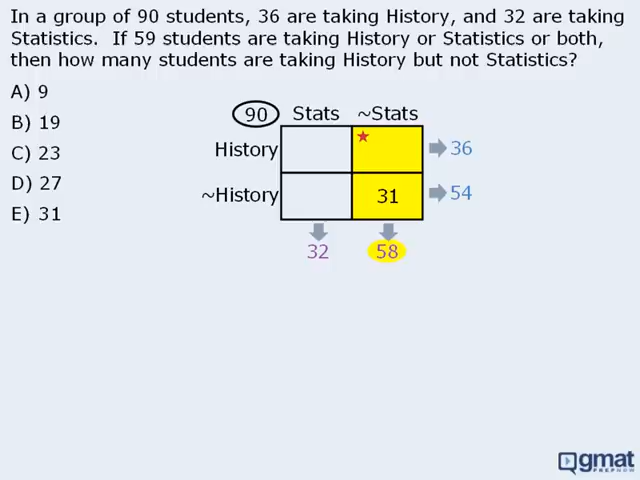 In a group of 90 students, 36 are taking History, and 32 are taking
Statistics. If 59 students are taking History or Statistics or both,
then how many students are taking History but not Statistics?
A) 9
B) 19
C) 23
D) 27
E) 31
90 Stats ~Stats
History 36
~History 31 54
32 58
gmat
PREPNOW